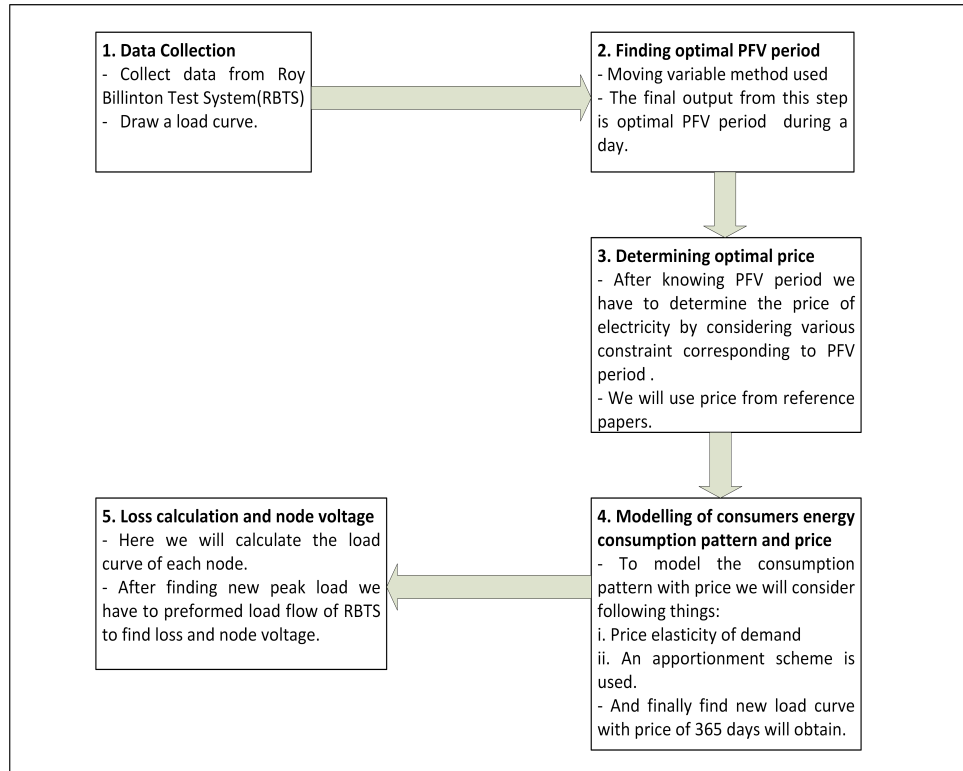 1. Data Collection
- Collect data from Roy
Billinton Test System(RBTS)
- Draw a load curve.
2. Finding optimal PFV period
- Moving variable method used
- The final output from this step
is optimal PFV period during a
day.
3. Determining optimal price
- After knowing PFV period we
have to determine the price of
electricity by considering various
constraint corresponding to PFV
period .
- We will use price from reference
papers.
4. Modelling of consumers energy
consumption pattern and price
- To model the consumption
pattern with price we will consider
following things:
i. Price elasticity of demand
ii. An apportionment scheme is
used.
- And finally find new load curve
with price of 365 days will obtain.
5. Loss calculation and node voltage
- Here we will calculate the load
curve of each node.
- After finding new peak load we
have to preformed load flow of RBTS
to find loss and node voltage.